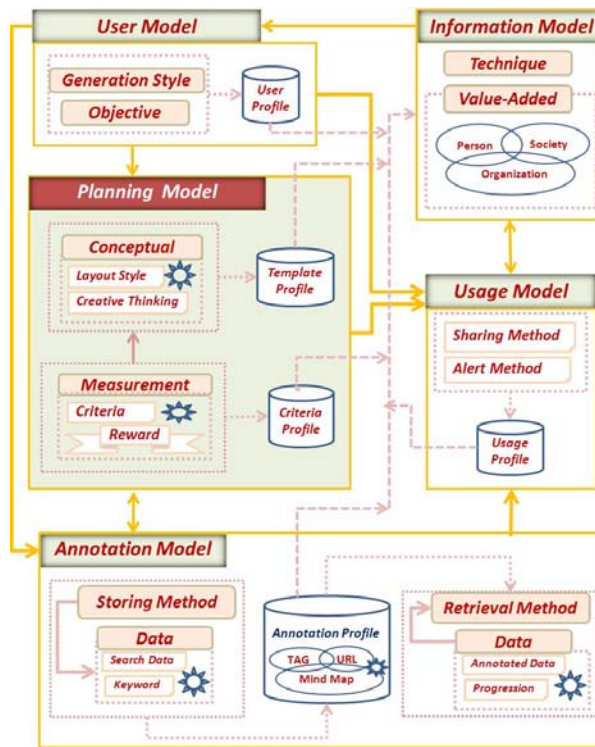 User Model
Information Model
Generation Style
Objective
User
Profile
Technique
Value-Added
Person
Society
Organization
Planning Model
Conceptual
Layout Style
Creative Thinking
Template
Profile
Usage Model
Sharing Method
Alert Method
Usage
Profile
Measurement
Criteria
Reward
Criteria
Profile
Annotation Model
Storing Method
Data
Search Data
Keyword
Annotation Profile
TAG
URL
Mind Map
Retrieval Method
Data
Annotated Data
Progression